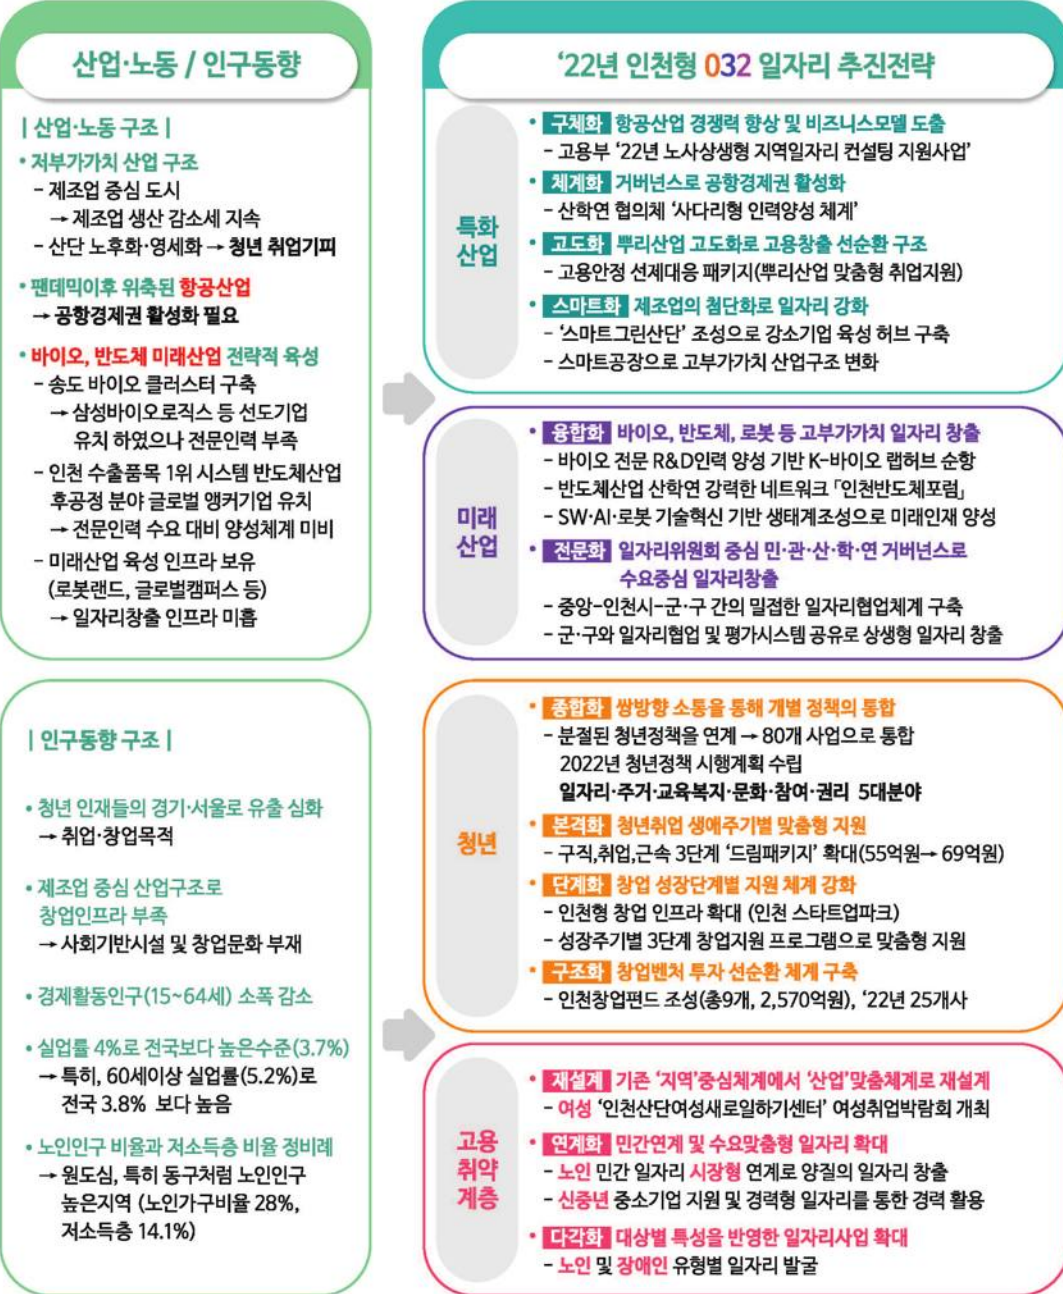 산업·노동 / 인구동향
| 산업·노동 구조 |
• 저부가가치 산업 구조
- 제조업 중심 도시
→ 제조업 생산 감소세 지속
- 산단 노후화·영세화 → 청년 취업기피
• 팬데믹이후 위축된 항공산업
→ 공항경제권 활성화 필요
• 바이오, 반도체 미래산업 전략적 육성
- 송도 바이오 클러스터 구축
→ 삼성바이오로직스 등 선도기업
유치 하였으나 전문인력 부족
- 인천 수출품목 1위 시스템 반도체산업
후공정 분야 글로벌 앵커기업 유치
→ 전문인력 수요 대비 양성체계 미비
- 미래산업 육성 인프라 보유
(로봇랜드, 글로벌캠퍼스 등)
→ 일자리창출 인프라 미흡
| 인구동향 구조 |
• 청년 인재들의 경기·서울로 유출 심화
→ 취업·창업목적
• 제조업 중심 산업구조로
창업인프라 부족
→ 사회기반시설 및 창업문화 부재
• 경제활동인구(15~64세) 소폭 감소
• 실업률 4%로 전국보다 높은수준(3.7%)
→ 특히, 60세이상 실업률(5.2%)로
전국 3.8% 보다 높음
• 노인인구 비율과 저소득층 비율 정비례
→ 원도심, 특히 동구처럼 노인인구
높은지역 (노인가구비율 28%,
저소득층 14.1%)
‘22년 인천형 032 일자리 추진전략
특화
산업
• 구체화 항공산업 경쟁력 향상 및 비즈니스모델 도출
- 고용부 ‘22년 노사상생형 지역일자리 컨설팅 지원사업’
• 체계화 거버넌스로 공항경제권 활성화
- 산학연 협의체 ‘사다리형 인력양성 체계’
• 고도화 뿌리산업 고도화로 고용창출 선순환 구조
- 고용안정 선제대응 패키지(뿌리산업 맞춤형 취업지원)
• 스마트화 제조업의 첨단화로 일자리 강화
- ‘스마트그린산단’ 조성으로 강소기업 육성 허브 구축
- 스마트공장으로 고부가가치 산업구조 변화
미래
산업
• 융합화 바이오, 반도체, 로봇 등 고부가가치 일자리 창출
- 바이오 전문 R&D인력 양성 기반 K-바이오 랩허브 순항
- 반도체산업 산학연 강력한 네트워크 「인천반도체포럼」
- SW·AI·로봇 기술혁신 기반 생태계조성으로 미래인재 양성
• 전문화 일자리위원회 중심 민·관·산·학·연 거버넌스로
수요중심 일자리창출
- 중앙-인천시-군·구 간의 밀접한 일자리협업체계 구축
- 군·구와 일자리협업 및 평가시스템 공유로 상생형 일자리 창출
청년
• 종합화 쌍방향 소통을 통해 개별 정책의 통합
- 분절된 청년정책을 연계 → 80개 사업으로 통합
2022년 청년정책 시행계획 수립
일자리·주거·교육복지·문화·참여·권리 5대분야
• 본격화 청년취업 생애주기별 맞춤형 지원
- 구직,취업,근속 3단계 ‘드림패키지’ 확대(55억원→ 69억원)
• 단계화 창업 성장단계별 지원 체계 강화
- 인천형 창업 인프라 확대 (인천 스타트업파크)
- 성장주기별 3단계 창업지원 프로그램으로 맞춤형 지원
• 구조화 창업벤처 투자 선순환 체계 구축
- 인천창업펀드 조성(총9개, 2,570억원), ‘22년 25개사
고용
취약
계층
• 재설계 기존 ‘지역’중심체계에서 ‘산업’맞춤체계로 재설계
- 여성 ‘인천산단여성새로일하기센터’ 여성취업박람회 개최
• 연계화 민간연계 및 수요맞춤형 일자리 확대
- 노인 민간 일자리 시장형 연계로 양질의 일자리 창출
- 신중년 중소기업 지원 및 경력형 일자리를 통한 경력 활용
• 다각화 대상별 특성을 반영한 일자리사업 확대
- 노인 및 장애인 유형별 일자리 발굴